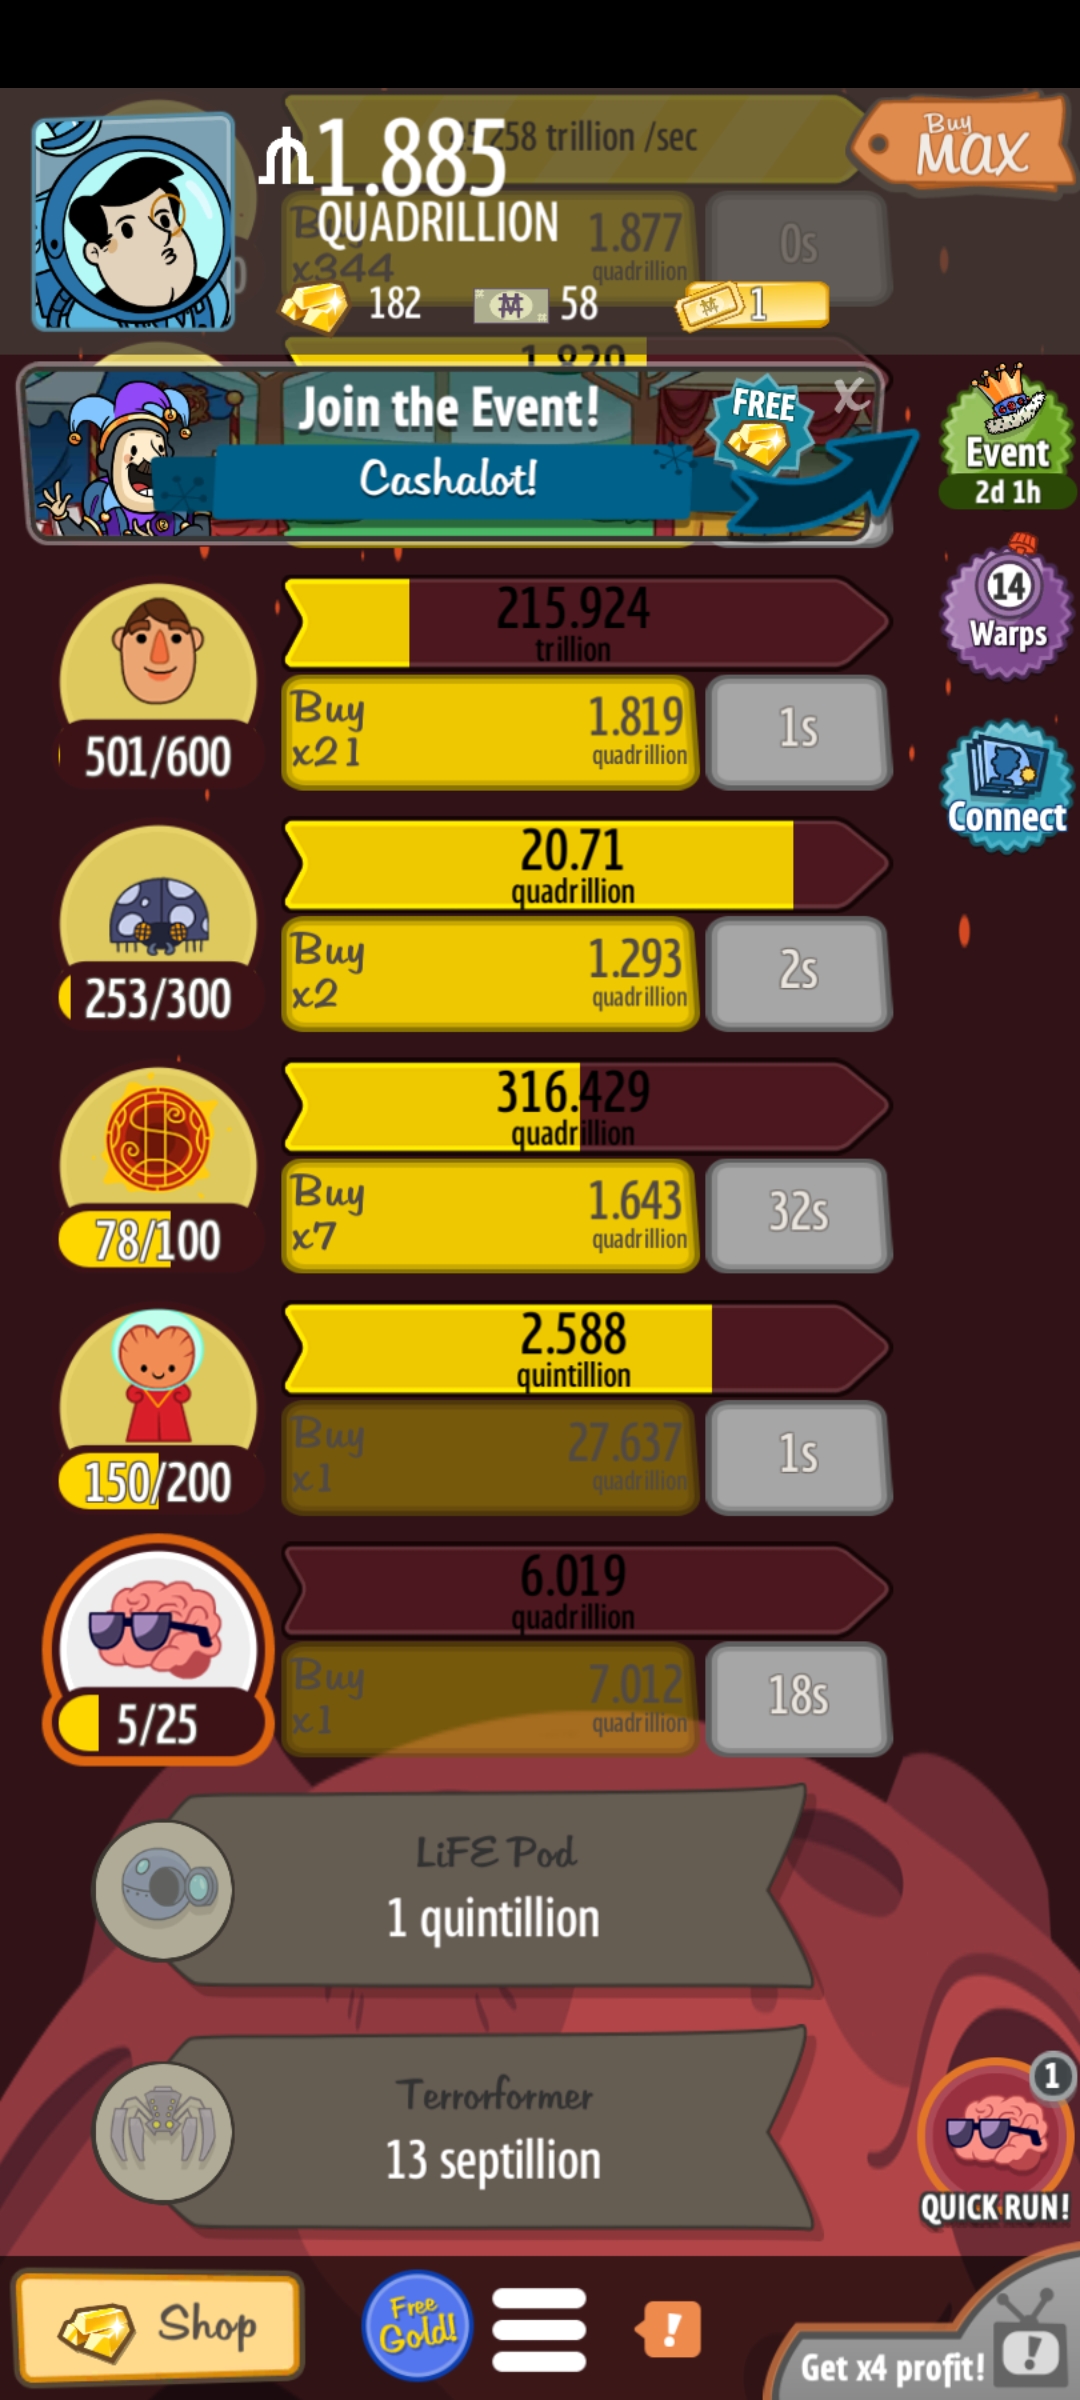 1.885
QUADRILLION
258 trillion /sec
Buy
MAX
Buy
x344
1.877
quadrillion
0s
182
58
1
1.820
Join the Event!
Cashalot!
FREE
X
Event
2d 1h
14
Warps
Connect
215.924
trillion
501/600
Buy
x21
1.819
quadrillion
1s
20.71
quadrillion
253/300
Buy
x2
1.293
quadrillion
2s
316.429
quadrillion
78/100
Buy
x7
1.643
quadrillion
32s
2.588
quintillion
150/200
Buy
x1
27.637
quadrillion
1s
6.019
quadrillion
5/25
Buy
x1
7.012
quadrillion
18s
LiFE Pod
1 quintillion
Terrorformer
13 septillion
1
QUICK RUN!
Shop
Free
Gold!
!
Get x4 profit!
!